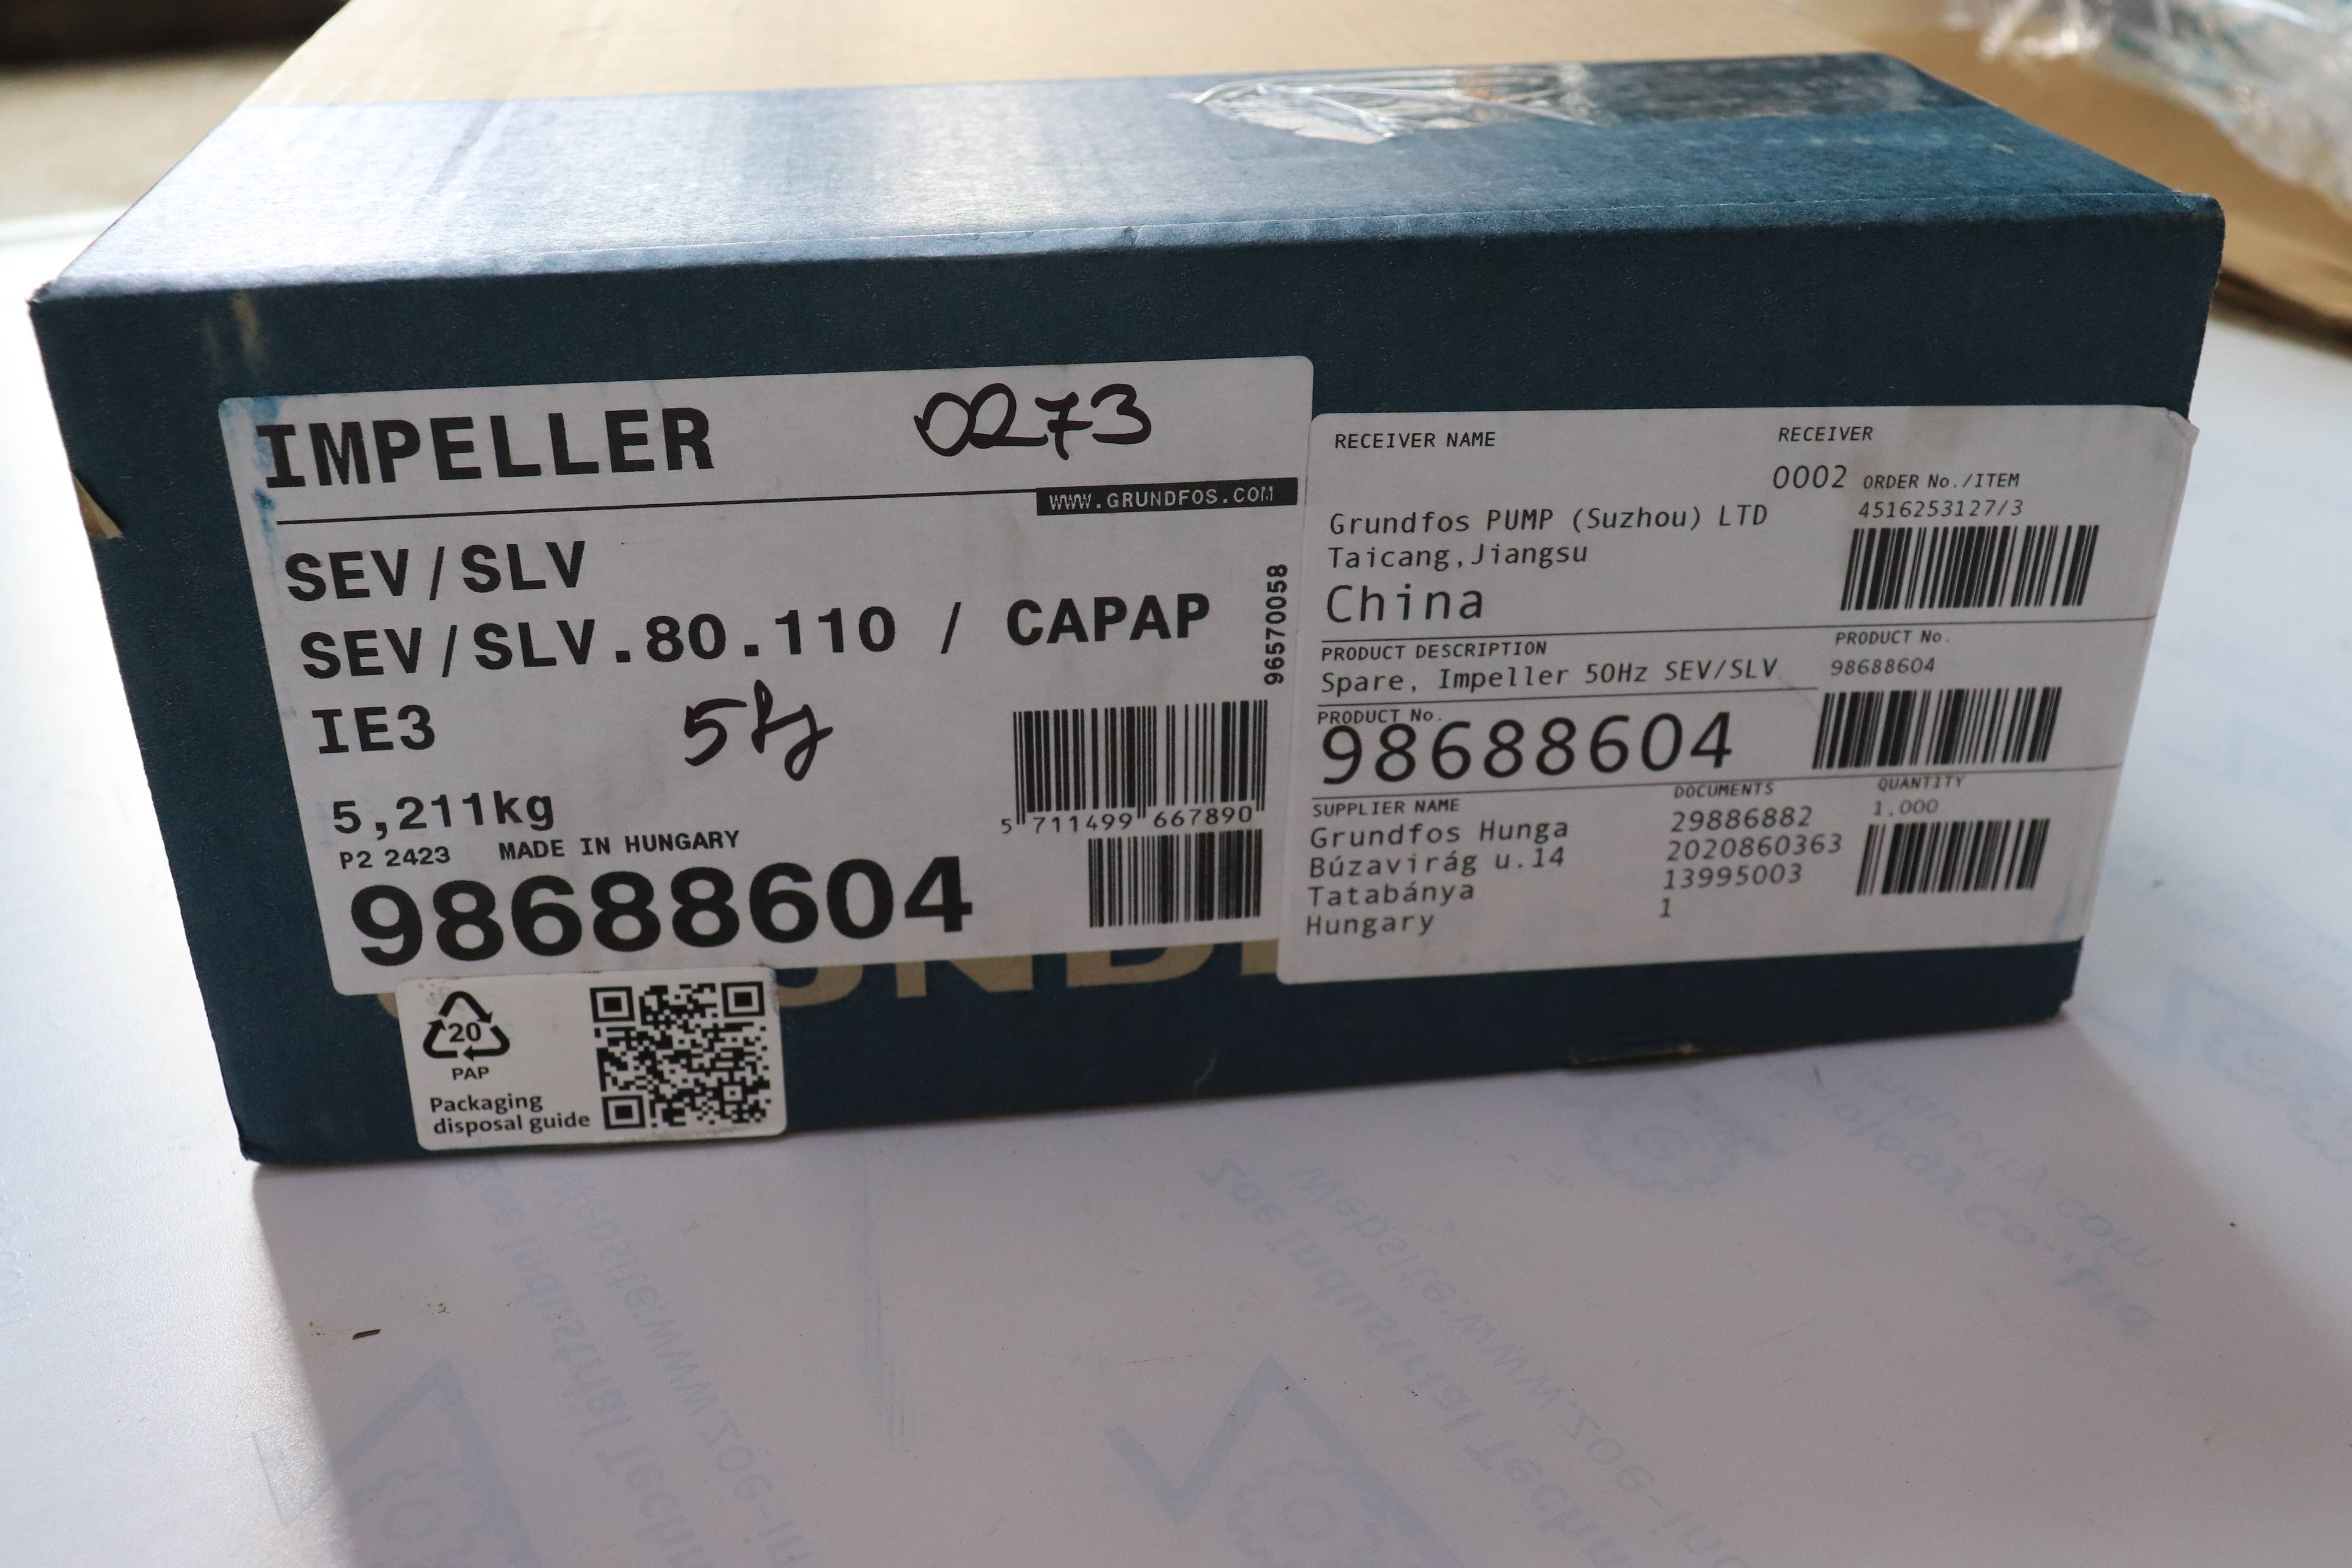 IMPELLER 0273
WWW.GRUNDFOS.COM
SEV/SLV
SEV/SLV.80.110 / CAPAP
IE3
5,211kg
P2 2423 MADE IN HUNGARY
98688604
96570058
5 711499 667890
RECEIVER NAME
RECEIVER
0002
ORDER No./ITEM
4516253127/3
Grundfos PUMP (Suzhou) LTD
Taicang,Jiangsu
China
PRODUCT DESCRIPTION
Spare, Impeller 50Hz SEV/SLV
PRODUCT No.
98688604
PRODUCT No.
98688604
SUPPLIER NAME
Grundfos Hunga
Búzavirág u.14
Tatabánya
Hungary
DOCUMENTS
29886882
2020860363
13995003
1
QUANTITY
1,000
20
PAP
Packaging
disposal guide